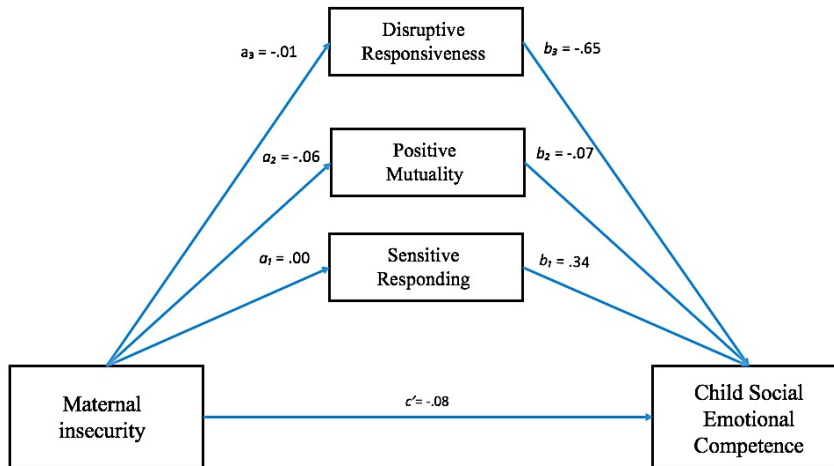 Disruptive
Responsiveness
a₃ = -.01
b₃ = -.65
Positive
Mutuality
a₂ = -.06
b₂ = -.07
Sensitive
Responding
a₁ = .00
b₁ = .34
Maternal
insecurity
c′= -.08
Child Social
Emotional
Competence